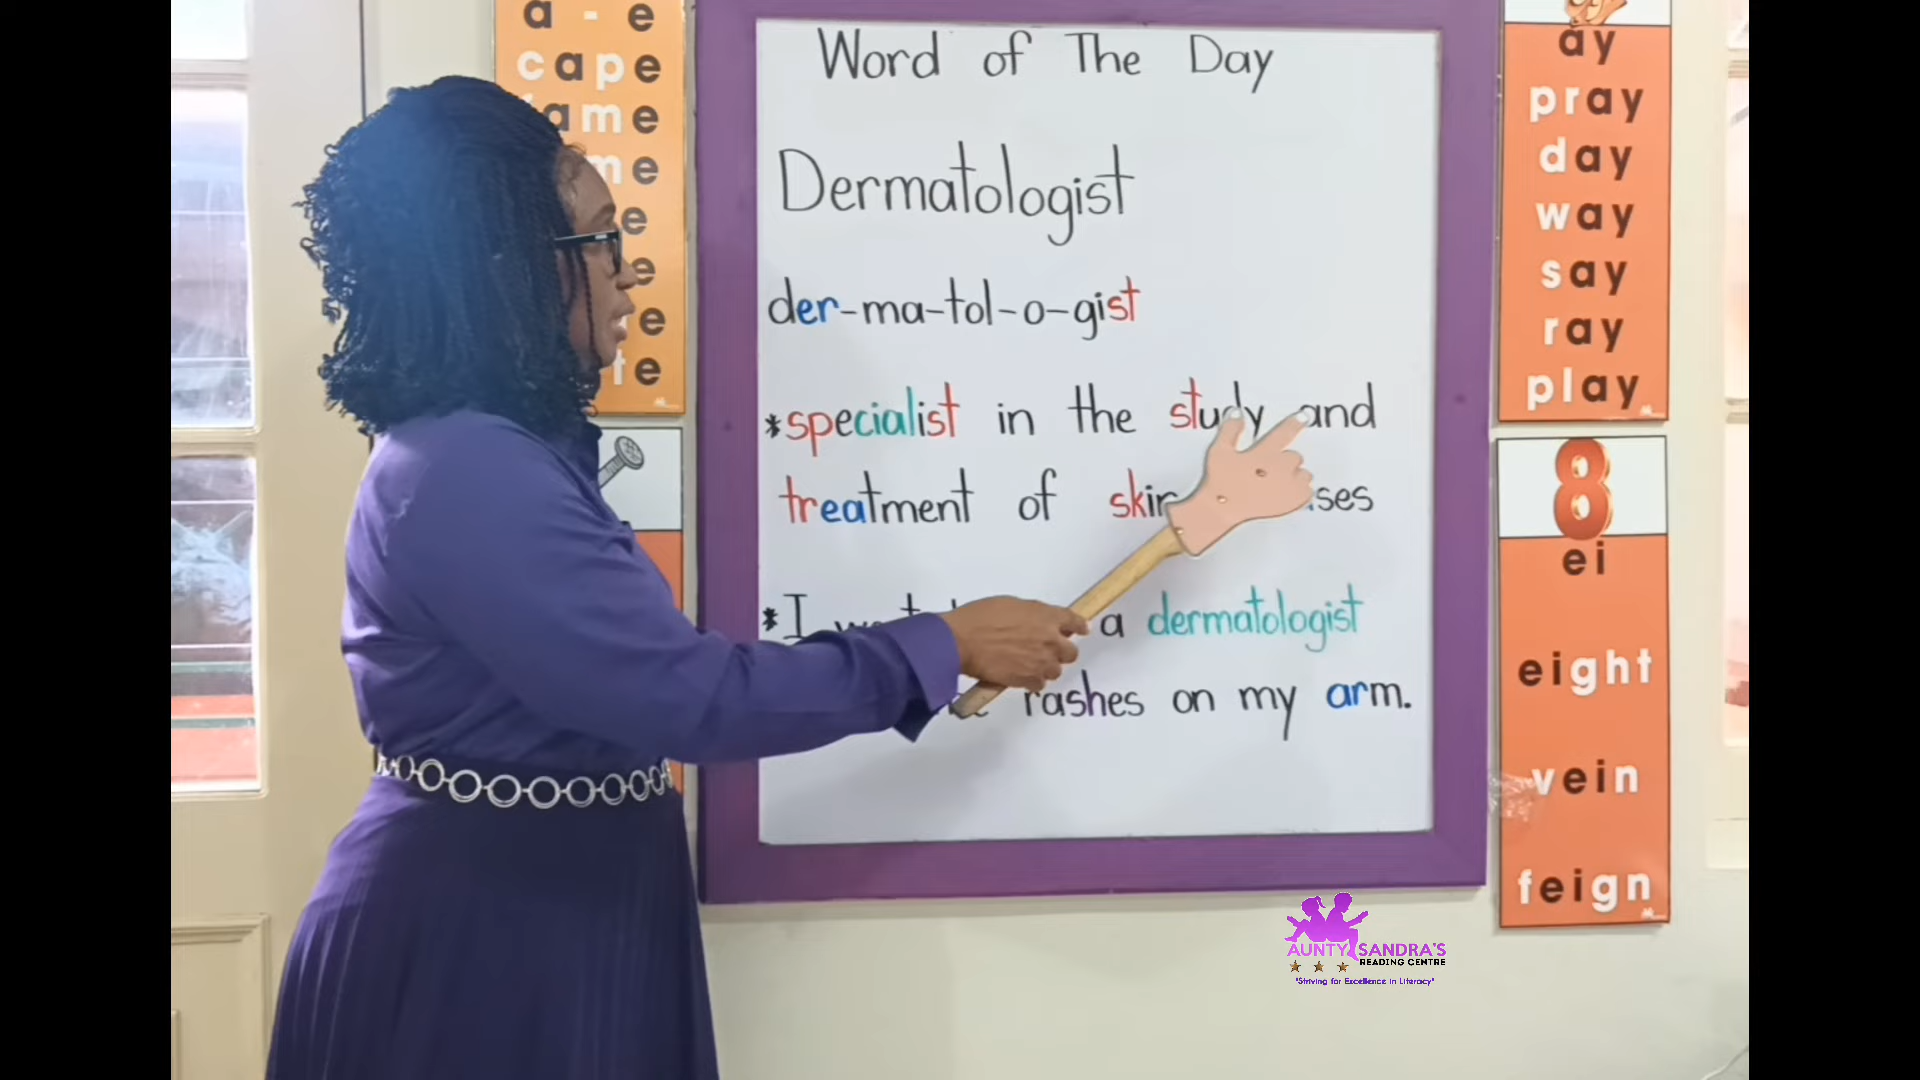 a - e
cape
ame
me
e
e
e
te
Word of The Day
Dermatologist
der-ma-tol-o-gist
*specialist in the study and
treatment of skin
*I a dermatologist
rashes on my arm.
ay
pray
day
way
say
ray
play
8
ei
eight
vein
feign
AUNTY SANDRA'S
READING CENTRE
"Striving for Excellence in Literacy"